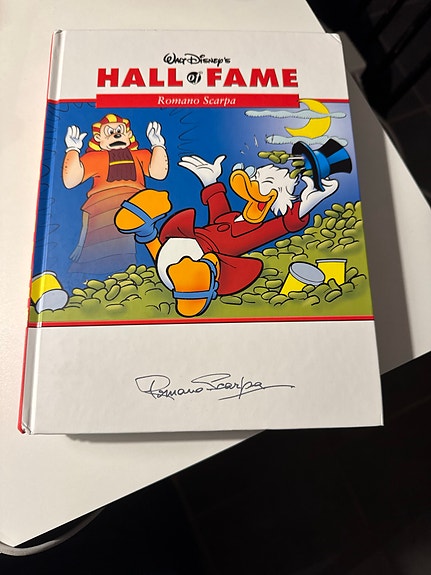 Walt Disney's
HALL of FAME
Romano Scarpa
Romano Scarpa